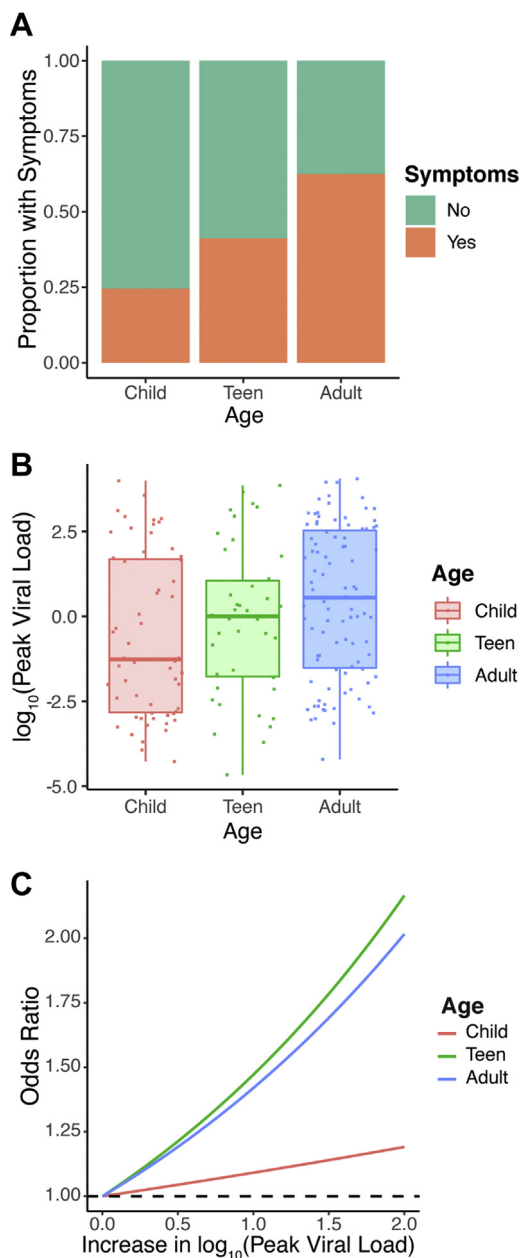 A
Proportion with Symptoms
1.00
0.75
0.50
0.25
0.00
Child Teen Adult
Age
Symptoms
No
Yes
B
log10(Peak Viral Load)
2.5
0.0
-2.5
-5.0
Child Teen Adult
Age
Age
Child
Teen
Adult
C
Odds Ratio
2.00
1.75
1.50
1.25
1.00
0.0 0.5 1.0 1.5 2.0
Increase in log10(Peak Viral Load)
Age
Child
Teen
Adult